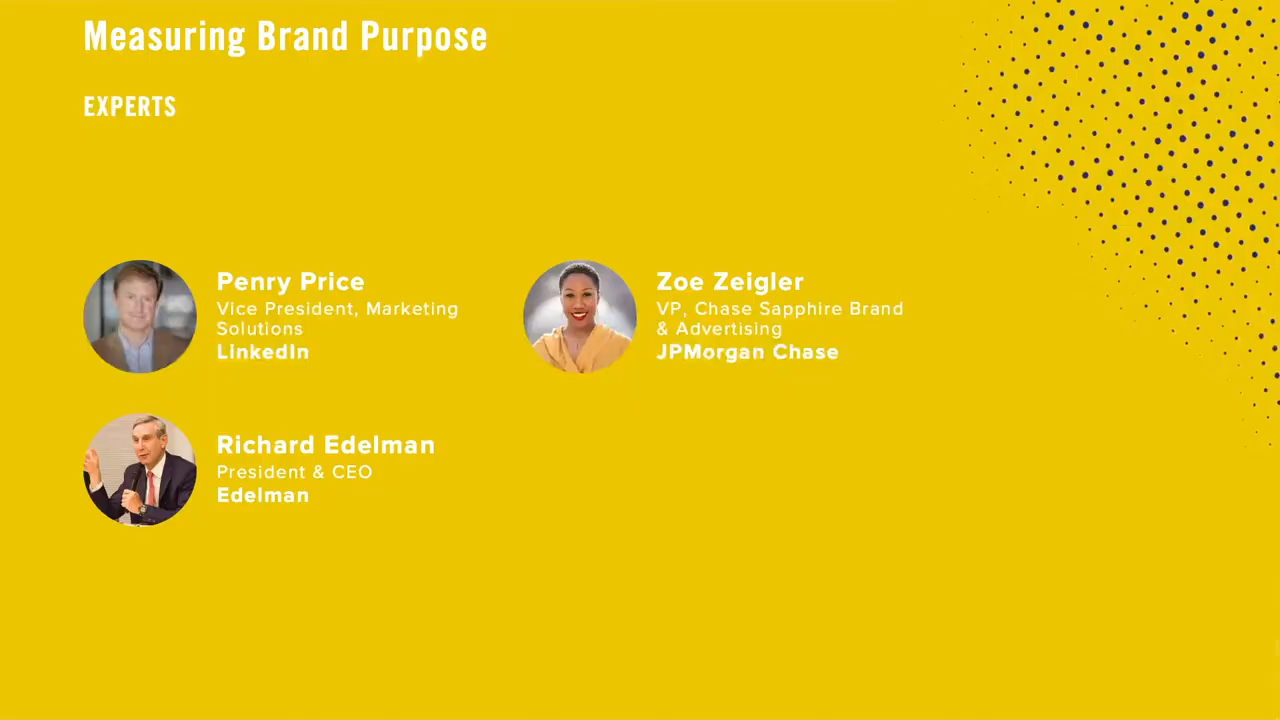 Measuring Brand Purpose
EXPERTS
Penry Price
Vice President, Marketing
Solutions
LinkedIn
Zoe Zeigler
VP, Chase Sapphire Brand
& Advertising
JPMorgan Chase
Richard Edelman
President & CEO
Edelman